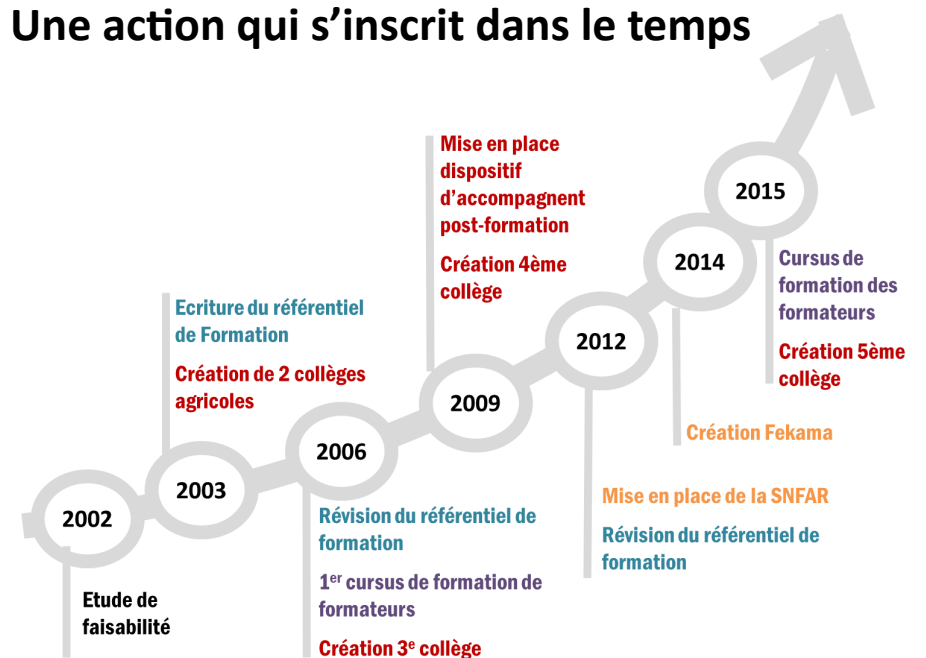 Une action qui s’inscrit dans le temps
2002
Etude de
faisabilité
2003
Ecriture du référentiel
de Formation
Création de 2 collèges
agricoles
2006
Révision du référentiel de
formation
1er cursus de formation de
formateurs
Création 3e collège
2009
Mise en place
dispositif
d’accompagnent
post-formation
Création 4ème
collège
2012
Mise en place de la SNFAR
Révision du référentiel de
formation
2014
Création Fekama
2015
Cursus de
formation des
formateurs
Création 5ème
collège